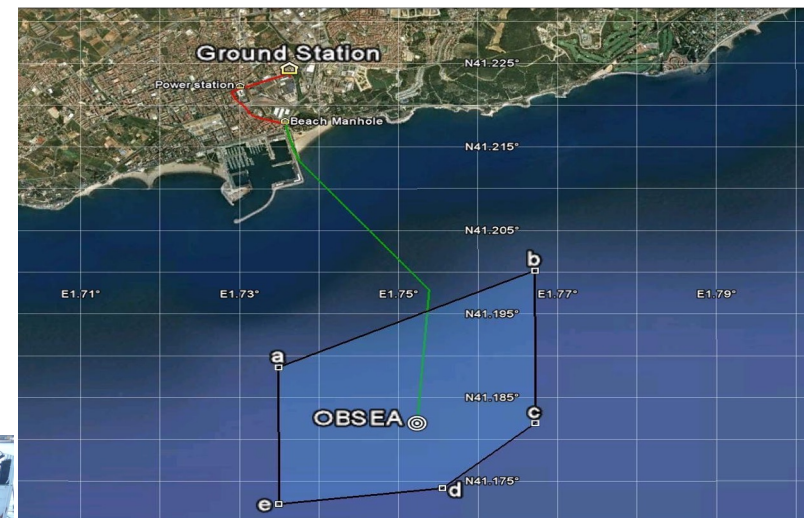 Ground Station
N41.225°
Power station
Beach Manhole
N41.215°
N41.205°
b
E1.71° E1.73° E1.75° E1.77° E1.79°
N41.195°
a
N41.185°
c
OBSEA
N41.175°
d
e